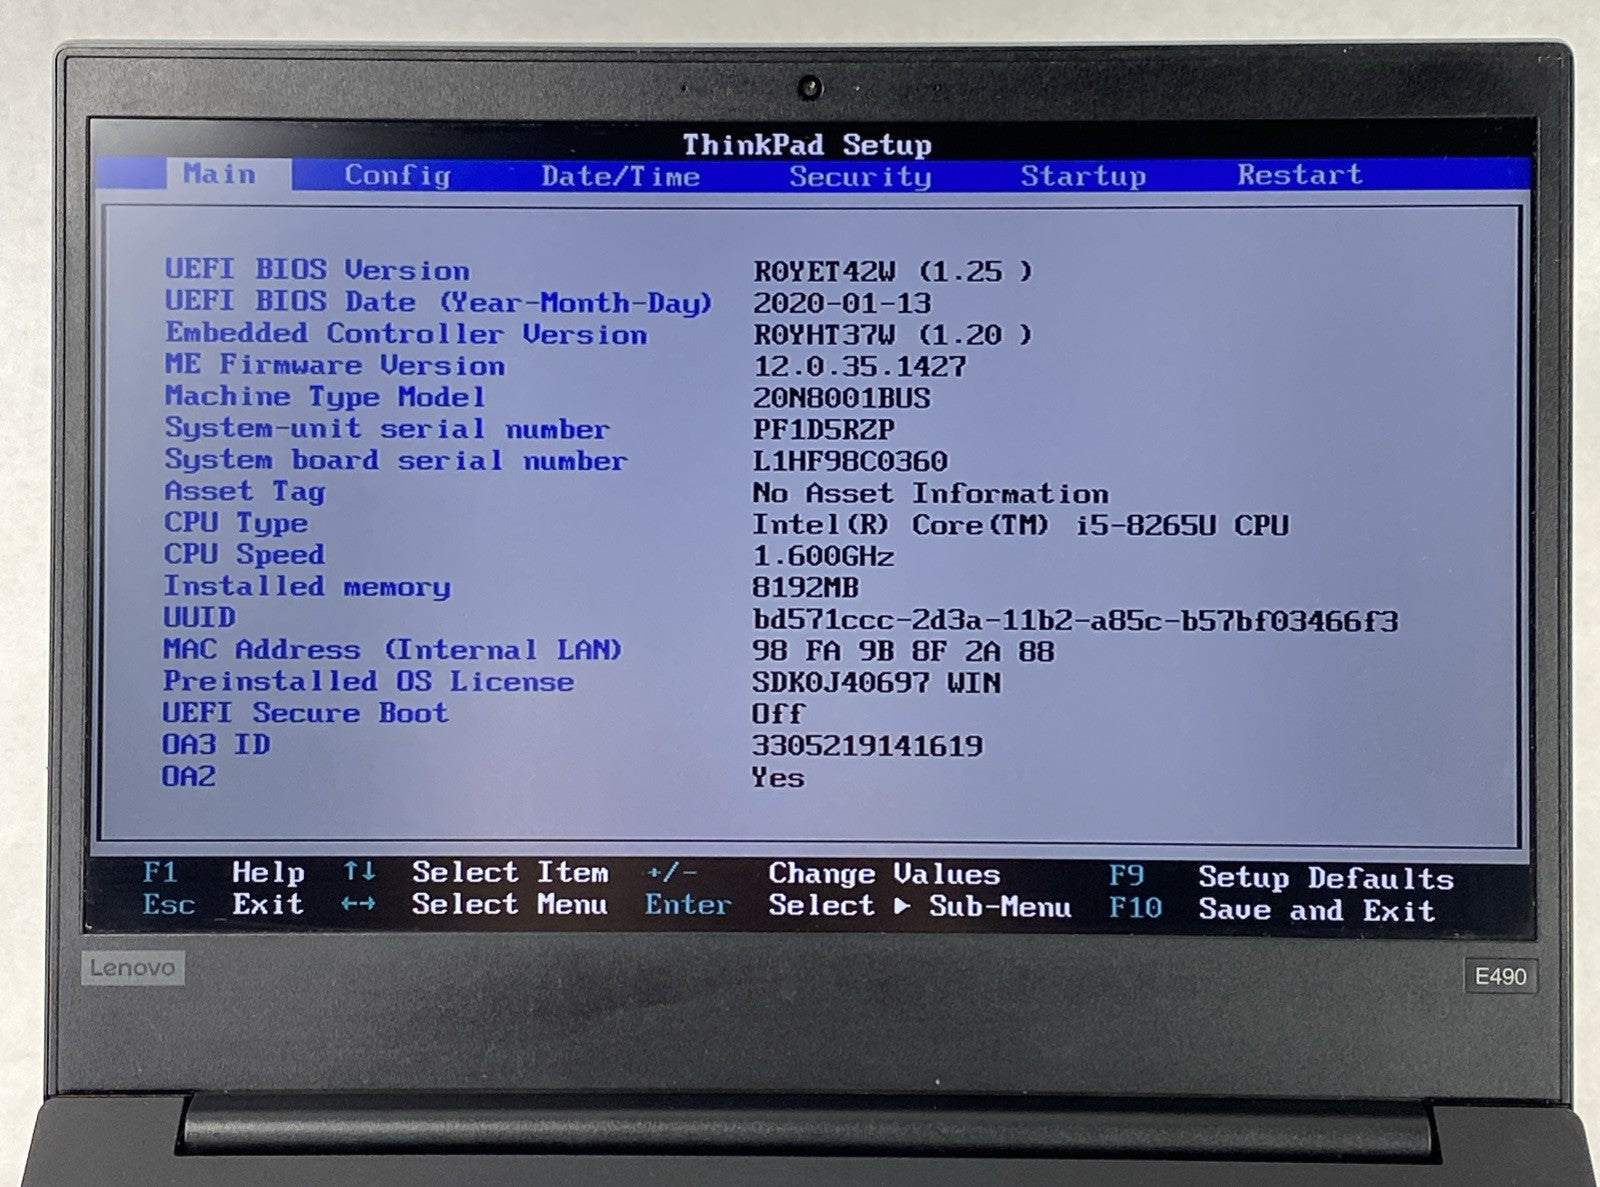 ThinkPad Setup
Main Config Date/Time Security Startup Restart
UEFI BIOS Version R0YET42W (1.25 )
UEFI BIOS Date (Year-Month-Day) 2020-01-13
Embedded Controller Version R0YHT37W (1.20 )
ME Firmware Version 12.0.35.1427
Machine Type Model 20N8001BUS
System-unit serial number PF1D5RZP
System board serial number L1HF98C0360
Asset Tag No Asset Information
CPU Type Intel(R) Core(TM) i5-8265U CPU
CPU Speed 1.600GHz
Installed memory 8192MB
UUID bd571ccc-2d3a-11b2-a85c-b57bf03466f3
MAC Address (Internal LAN) 98 FA 9B 8F 2A 88
Preinstalled OS License SDK0J40697 WIN
UEFI Secure Boot Off
OA3 ID 3305219141619
OA2 Yes
F1 Help ↑↓ Select Item +/- Change Values F9 Setup Defaults
Esc Exit ←→ Select Menu Enter Select ▶ Sub-Menu F10 Save and Exit
Lenovo
E490